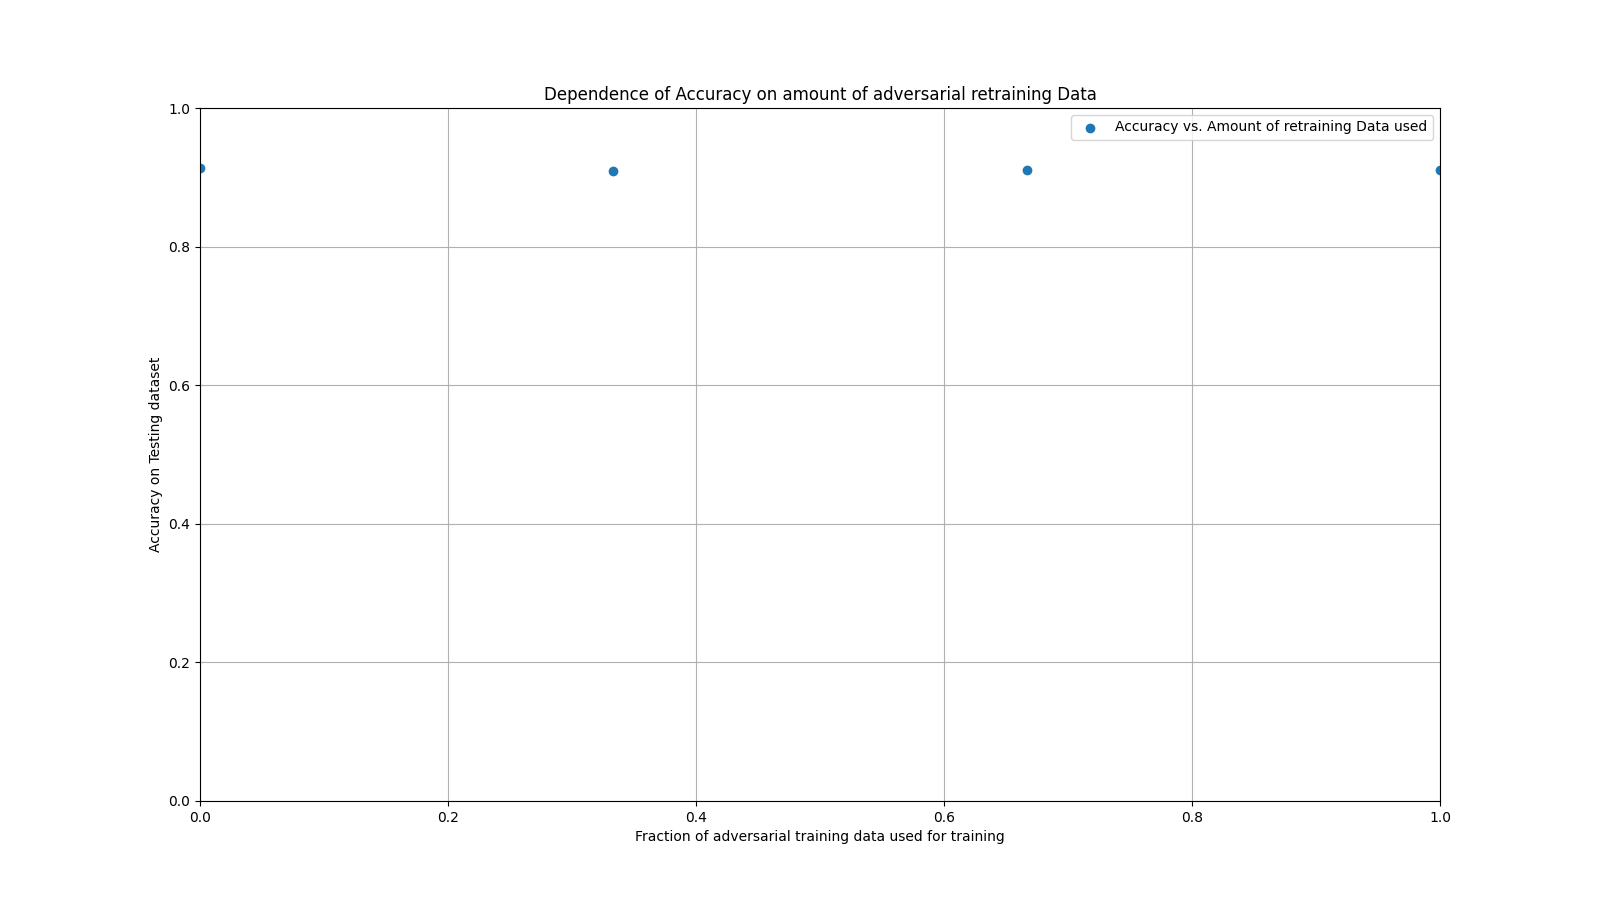 Dependence of Accuracy on amount of adversarial retraining Data
Accuracy vs. Amount of retraining Data used
1.0
0.8
0.6
0.4
0.2
0.0
Accuracy on Testing dataset
0.0 0.2 0.4 0.6 0.8 1.0
Fraction of adversarial training data used for training